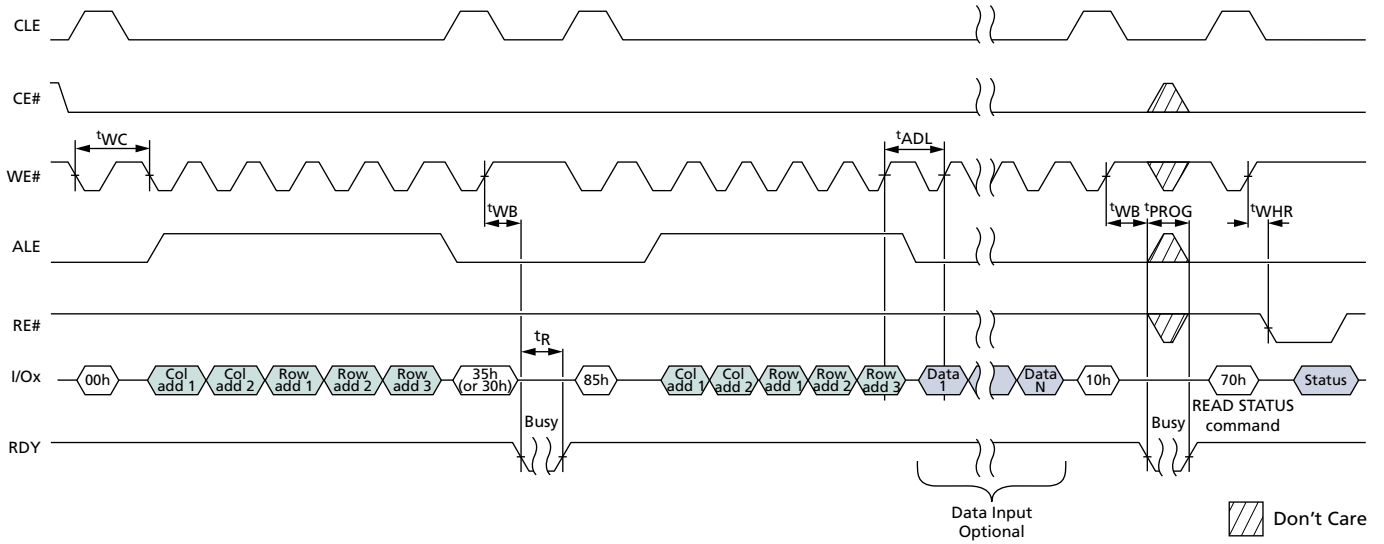 CLE
CE#
tWC
tADL
WE#
tWB
tWB
tPROG
tWHR
ALE
RE#
tR
I/Ox
00h
Col add 1
Col add 2
Row add 1
Row add 2
Row add 3
35h (or 30h)
85h
Col add 1
Col add 2
Row add 1
Row add 2
Row add 3
Data 1
Data N
10h
70h
Status
READ STATUS
command
Busy
Busy
RDY
Data Input
Optional
Don't Care